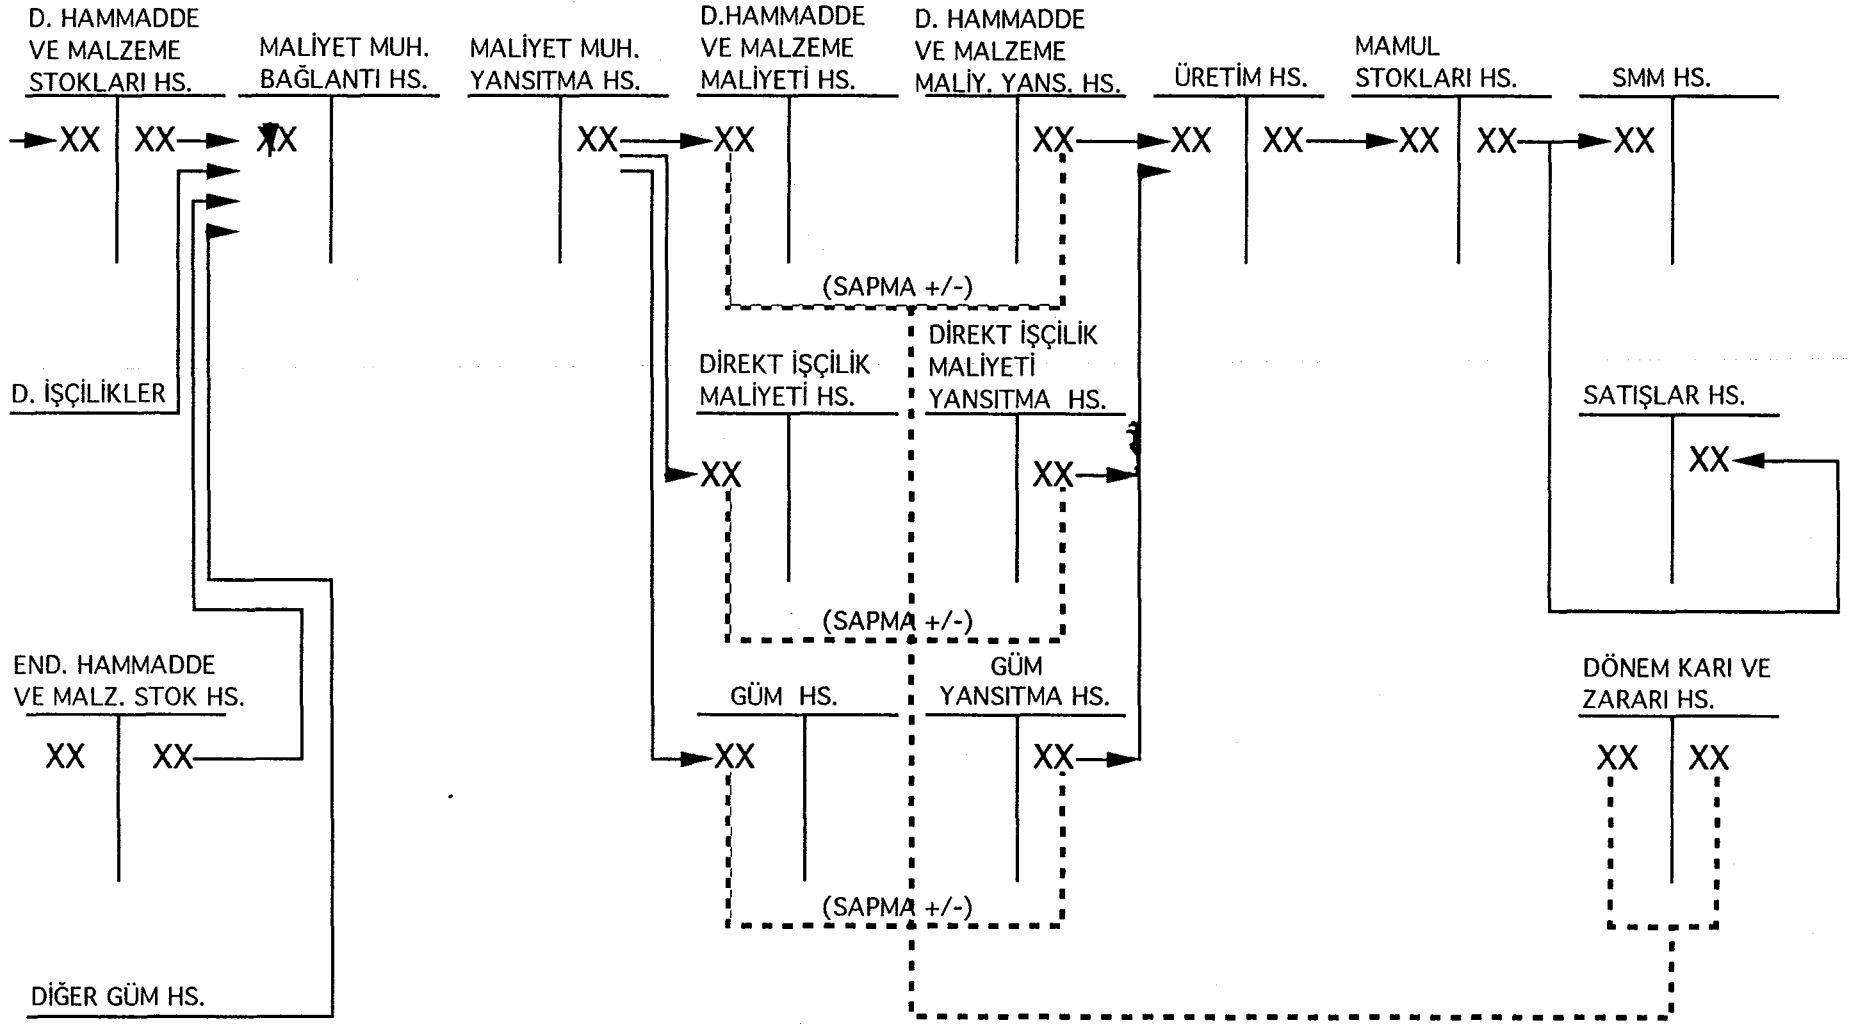 D. HAMMADDE
VE MALZEME
STOKLARI HS.
MALİYET MUH.
BAĞLANTI HS.
MALİYET MUH.
YANSITMA HS.
D.HAMMADDE
VE MALZEME
MALİYETİ HS.
D. HAMMADDE
VE MALZEME
MALİY. YANS. HS.
ÜRETİM HS.
MAMUL
STOKLARI HS.
SMM HS.
XX XX XX XX XX XX XX XX XX XX XX
(SAPMA +/-)
D. İŞÇİLİKLER
DİREKT İŞÇİLİK
MALİYETİ HS.
DİREKT İŞÇİLİK
MALİYETİ
YANSITMA HS.
SATIŞLAR HS.
XX XX XX
(SAPMA +/-)
END. HAMMADDE
VE MALZ. STOK HS.
GÜM HS.
GÜM
YANSITMA HS.
DÖNEM KARI VE
ZARARI HS.
XX XX XX XX XX XX
(SAPMA +/-)
DİĞER GÜM HS.